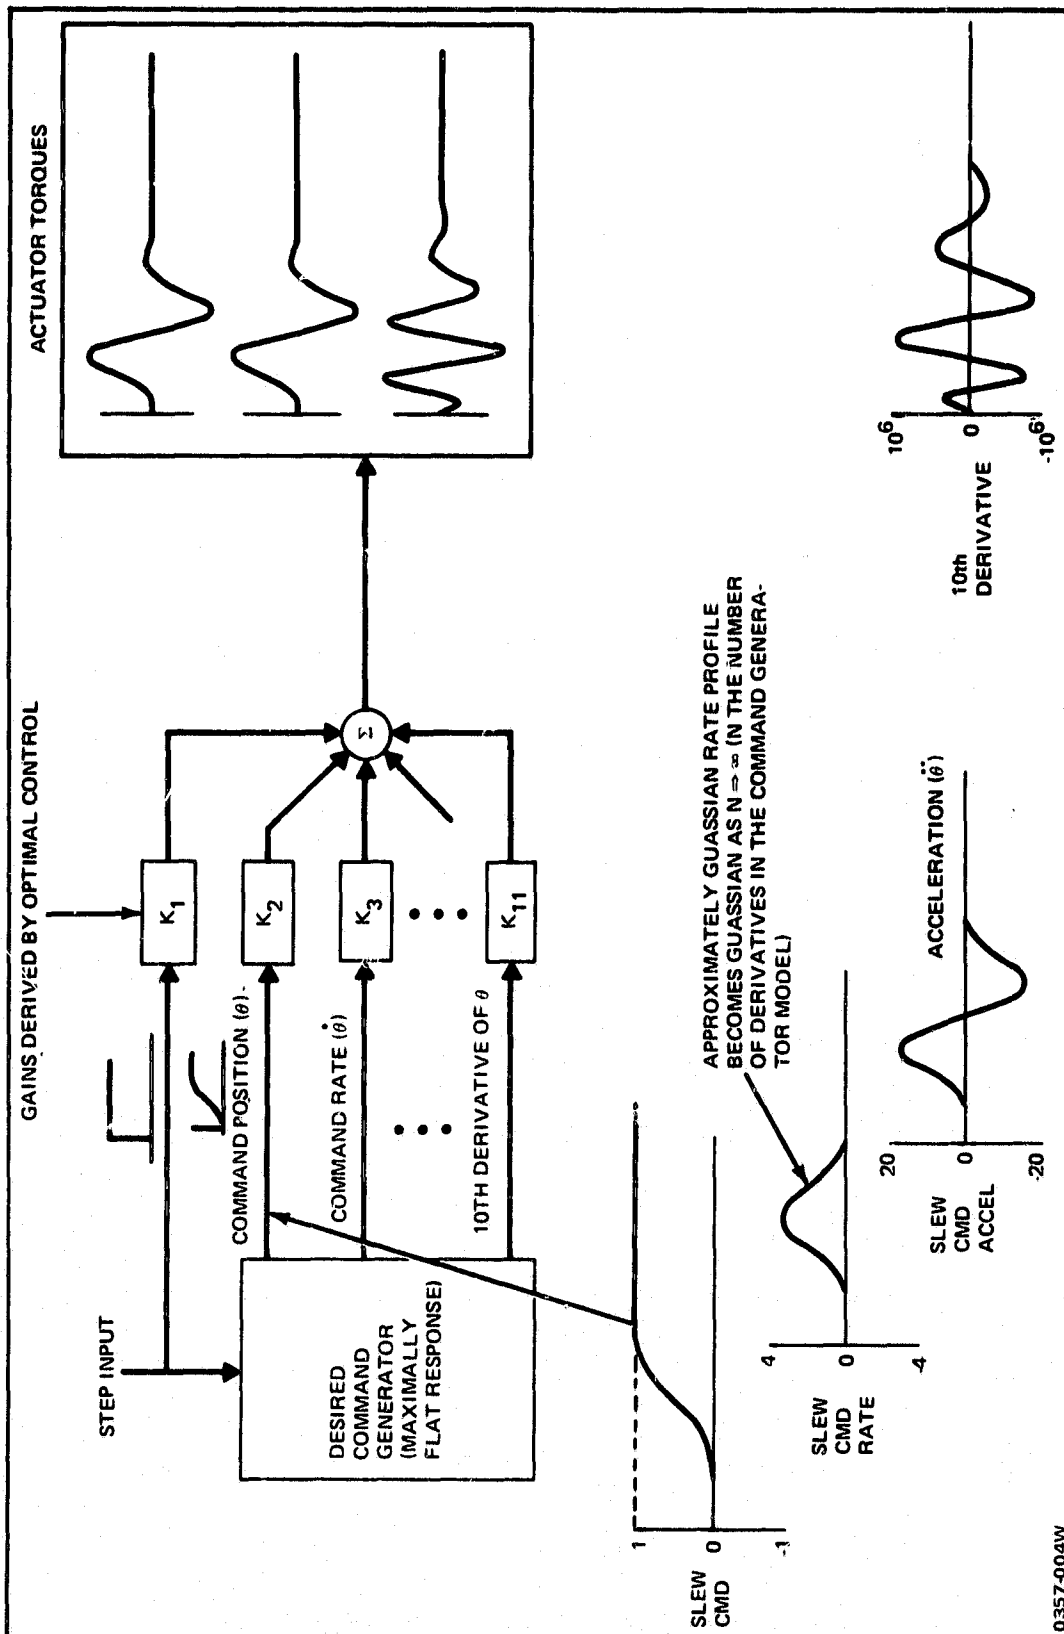 GAINS DERIVED BY OPTIMAL CONTROL
ACTUATOR TORQUES
STEP INPUT
DESIRED
COMMAND
GENERATOR
(MAXIMALLY
FLAT RESPONSE)
COMMAND POSITION (θ)
COMMAND RATE (θ̇)
10TH DERIVATIVE OF θ
K1
K2
K3
K11
Σ
SLEW
CMD
1
0
-1
SLEW
CMD
RATE
4
0
-4
APPROXIMATELY GUASSIAN RATE PROFILE
BECOMES GUASSIAN AS N ⇒ ∞ (N THE NUMBER
OF DERIVATIVES IN THE COMMAND GENERA-
TOR MODEL)
SLEW
CMD
ACCEL
20
0
-20
ACCELERATION (θ̈)
10th
DERIVATIVE
10^6
0
-10^6
0357-004W